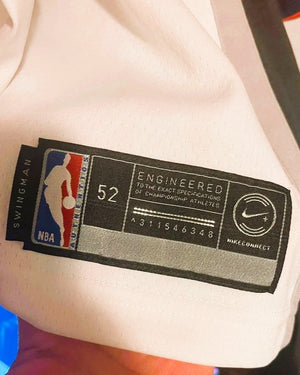 SWINGMAN
NBA
AUTHENTICS
52
ENGINEERED
TO THE EXACT SPECIFICATIONS
OF CHAMPIONSHIP ATHLETES
A311546348
NIKECONNECT